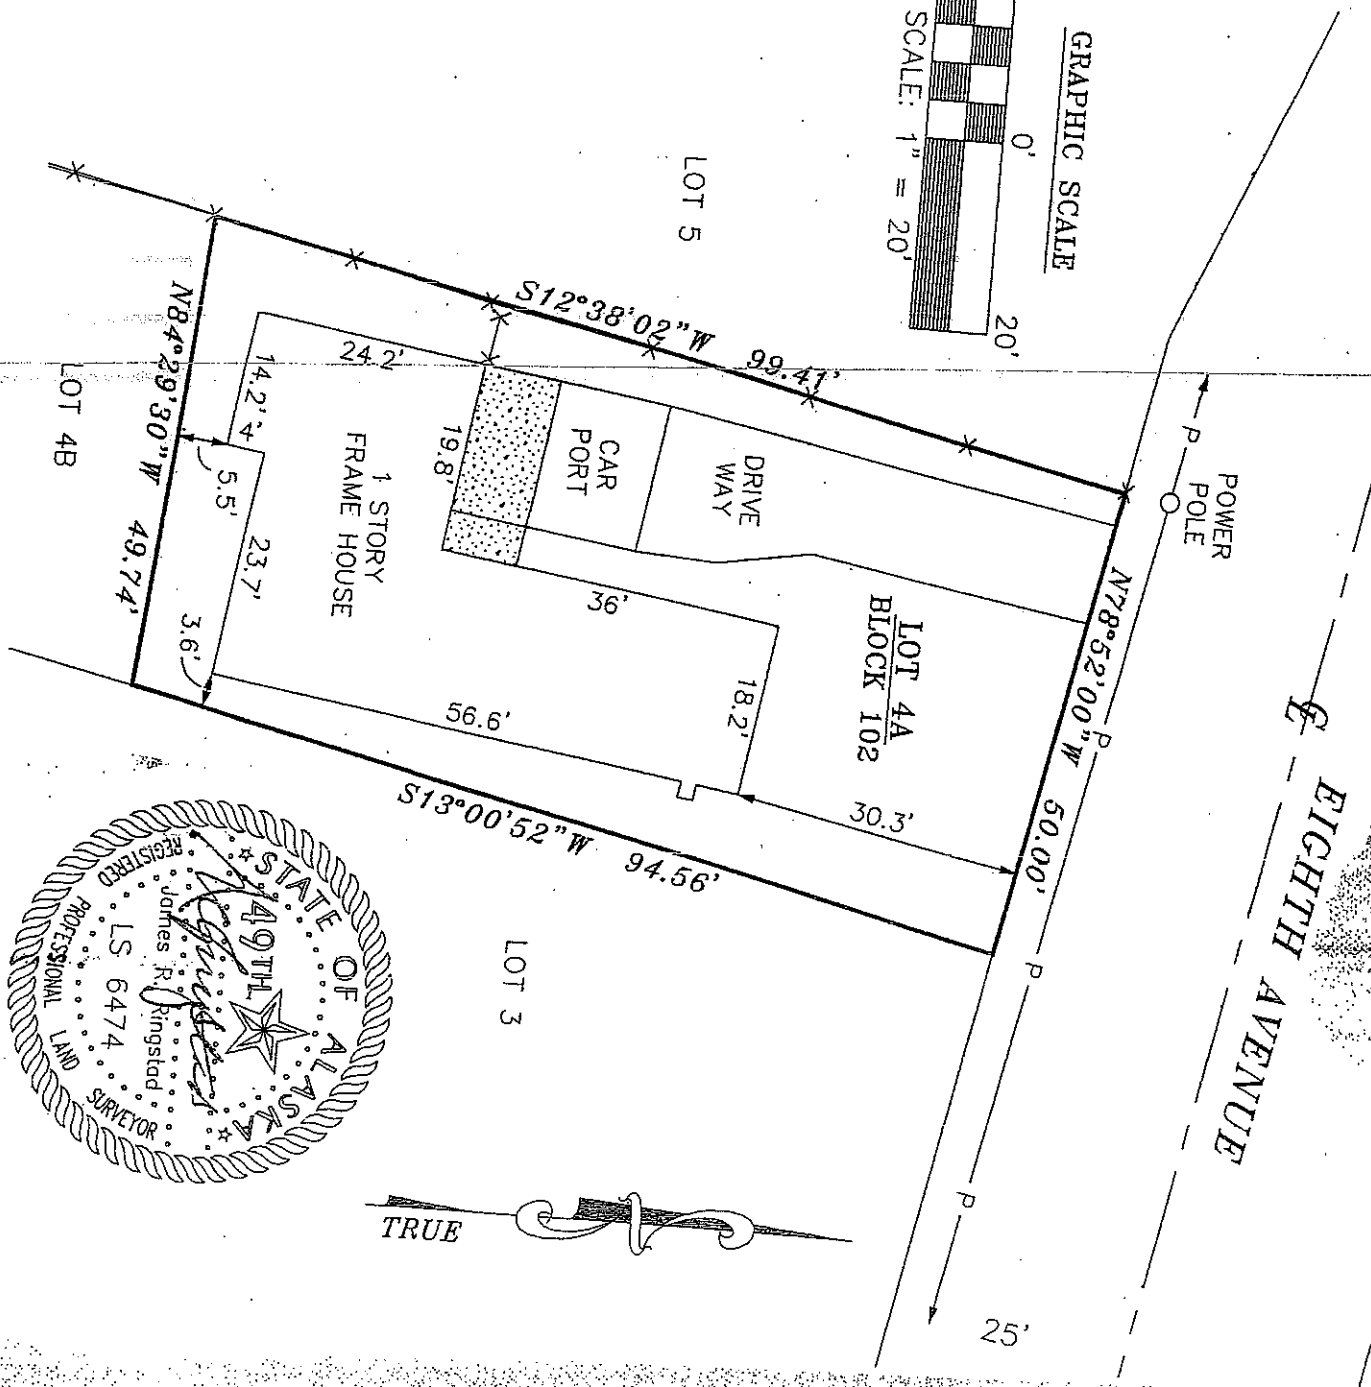 GRAPHIC SCALE
0'
20'
SCALE: 1" = 20'
℄ EIGHTH AVENUE
25'
POWER
POLE
P
P
P
P
N78°52'00"W 50.00'
S12°38'02"W 99.41'
S13°00'52"W 94.56'
N84°29'30"W 49.74'
LOT 5
LOT 3
LOT 4B
LOT 4A
BLOCK 102
DRIVE
WAY
CAR
PORT
1 STORY
FRAME HOUSE
30.3'
18.2'
36'
56.6'
19.8'
24.2'
14.2'
4'
5.5'
23.7'
3.6'
TRUE
STATE OF ALASKA
49TH
James R. Ringstad
LS 6474
REGISTERED PROFESSIONAL LAND SURVEYOR